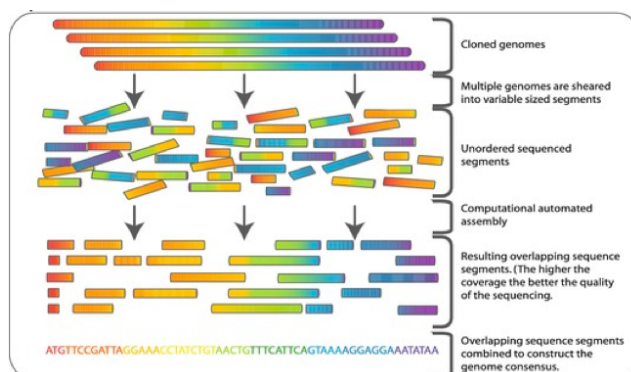 Cloned genomes
Multiple genomes are sheared
into variable sized segments
Unordered sequenced
segments
Computational automated
assembly
Resulting overlapping sequence
segments. (The higher the
coverage the better the quality
of the sequencing.
ATGTTCCGATTAGGAAACCTATCTGTAACTGTTTCATTCAGTAAAAGGAGGAAATATAA
Overlapping sequence segments
combined to construct the
genome consensus.